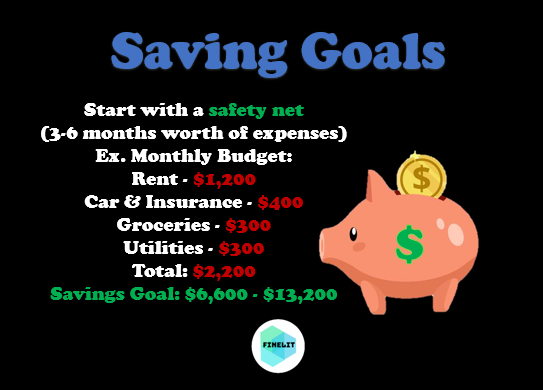 Saving Goals
Start with a safety net
(3-6 months worth of expenses)
Ex. Monthly Budget:
Rent - $1,200
Car & Insurance - $400
Groceries - $300
Utilities - $300
Total: $2,200
Savings Goal: $6,600 - $13,200
$
$
FINELIT